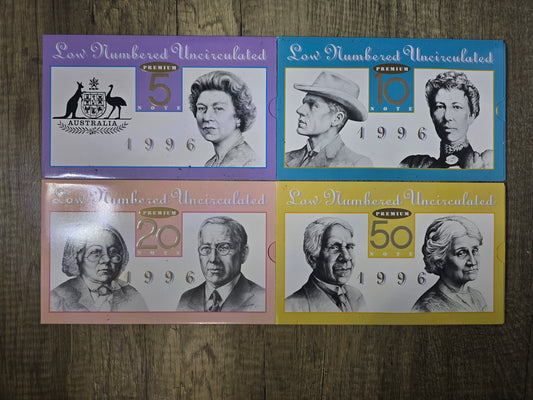 Low Numbered Uncirculated
PREMIUM
5
NOTE
AUSTRALIA
1996
Low Numbered Uncirculated
PREMIUM
10
NOTE
1996
Low Numbered Uncirculated
PREMIUM
20
NOTE
1996
Low Numbered Uncirculated
PREMIUM
50
NOTE
1996